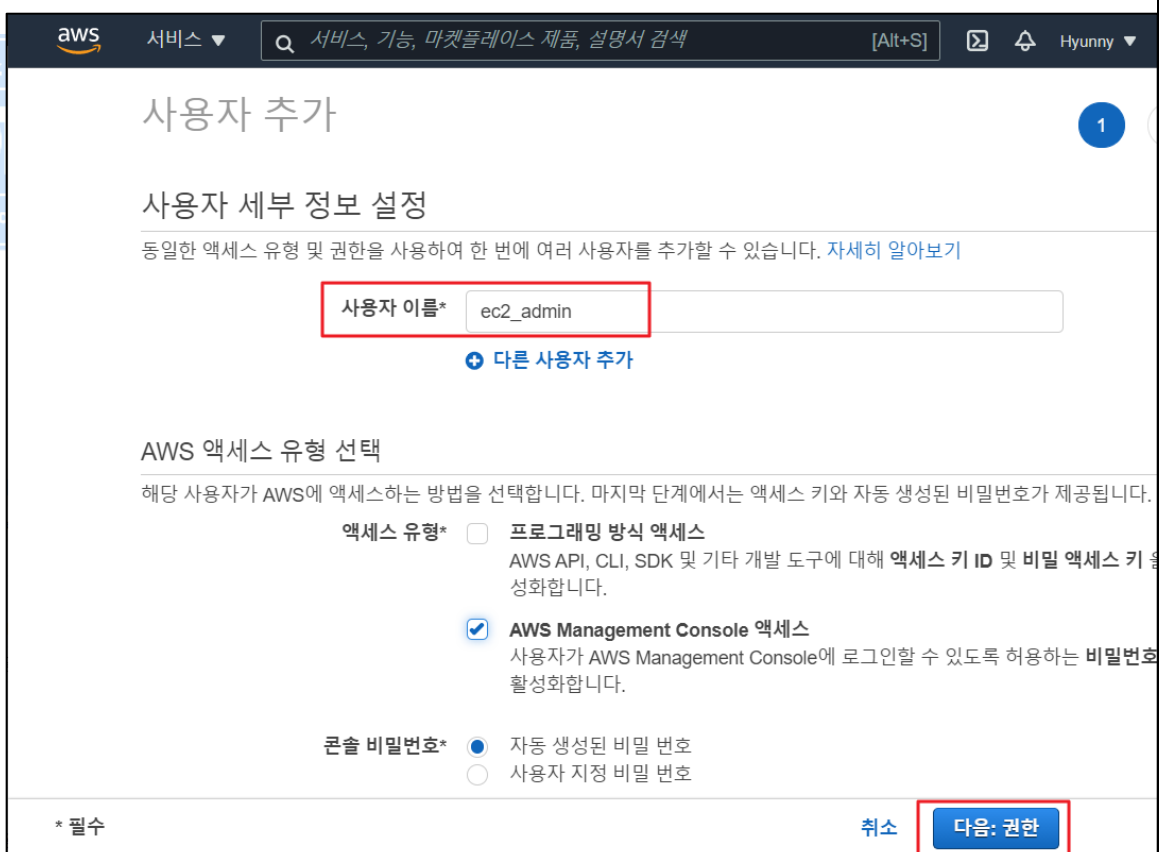 aws 서비스 ▼ 서비스, 기능, 마켓플레이스 제품, 설명서 검색 [Alt+S] Hyunny ▼
사용자 추가
1
사용자 세부 정보 설정
동일한 액세스 유형 및 권한을 사용하여 한 번에 여러 사용자를 추가할 수 있습니다. 자세히 알아보기
사용자 이름* ec2_admin
다른 사용자 추가
AWS 액세스 유형 선택
해당 사용자가 AWS에 액세스하는 방법을 선택합니다. 마지막 단계에서는 액세스 키와 자동 생성된 비밀번호가 제공됩니다.
액세스 유형* 프로그래밍 방식 액세스
AWS API, CLI, SDK 및 기타 개발 도구에 대해 액세스 키 ID 및 비밀 액세스 키
성화합니다.
AWS Management Console 액세스
사용자가 AWS Management Console에 로그인할 수 있도록 허용하는 비밀번호
활성화합니다.
콘솔 비밀번호* 자동 생성된 비밀 번호
사용자 지정 비밀 번호
* 필수 취소 다음: 권한